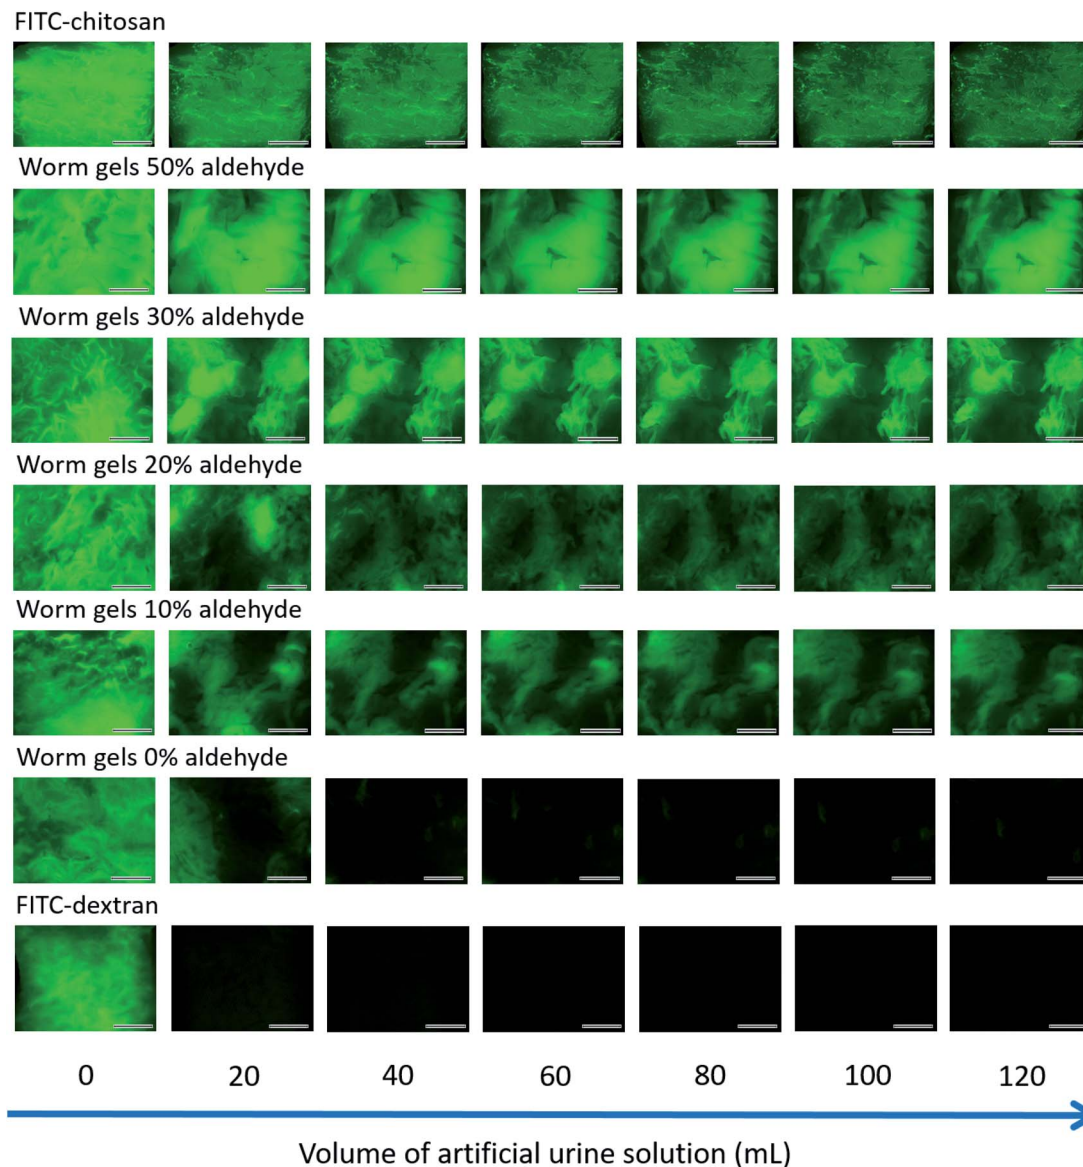 FITC-chitosan
Worm gels 50% aldehyde
Worm gels 30% aldehyde
Worm gels 20% aldehyde
Worm gels 10% aldehyde
Worm gels 0% aldehyde
FITC-dextran
0 20 40 60 80 100 120
Volume of artificial urine solution (mL)